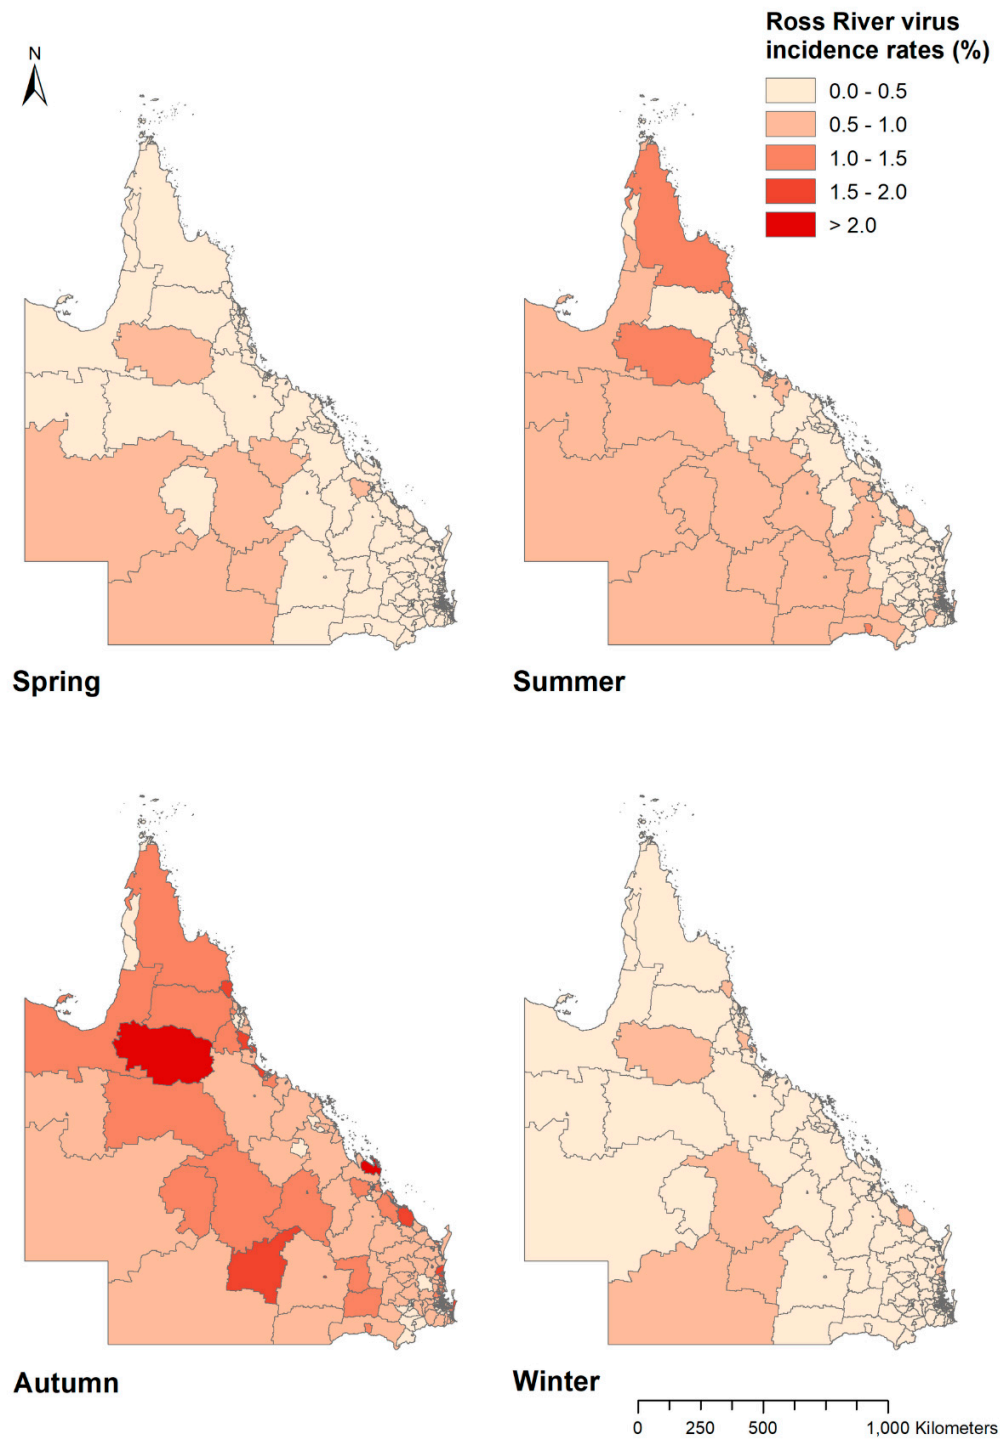 Ross River virus
incidence rates (%)
N
0.0 - 0.5
0.5 - 1.0
1.0 - 1.5
1.5 - 2.0
> 2.0
Spring
Summer
Autumn
Winter
0 250 500 1,000 Kilometers